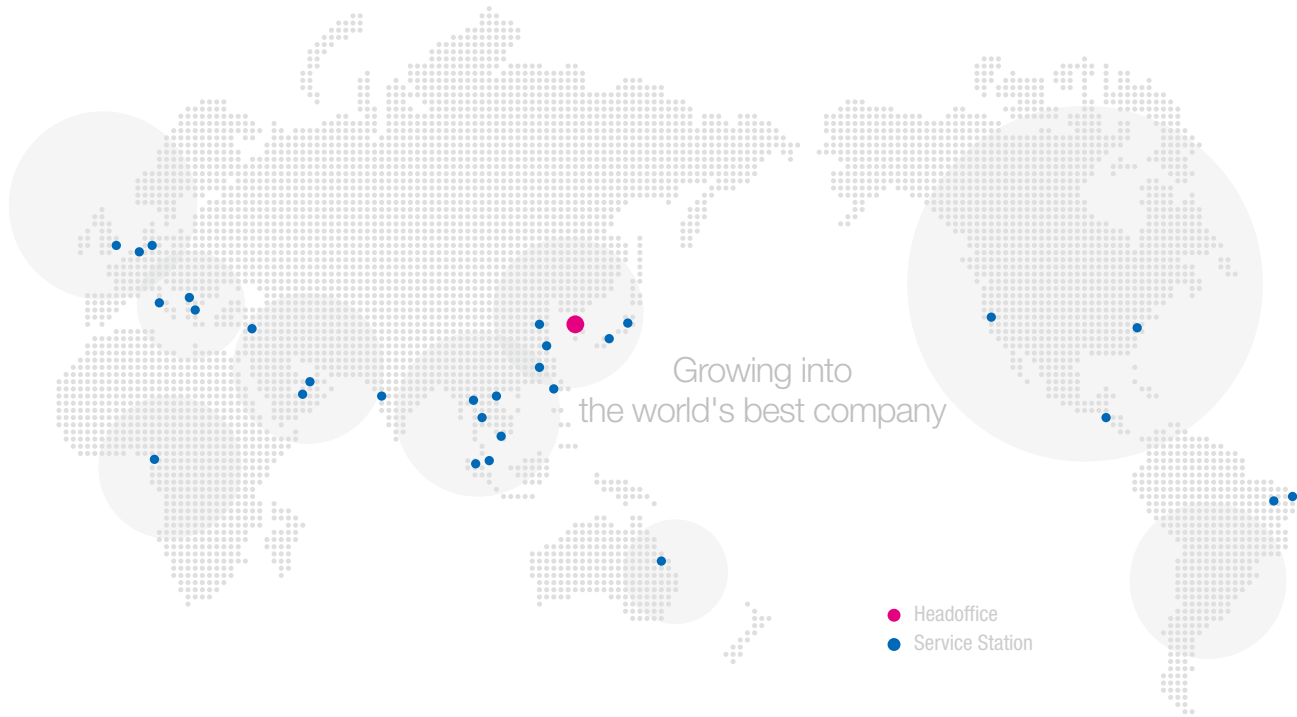 Growing into
the world's best company
Headoffice
Service Station